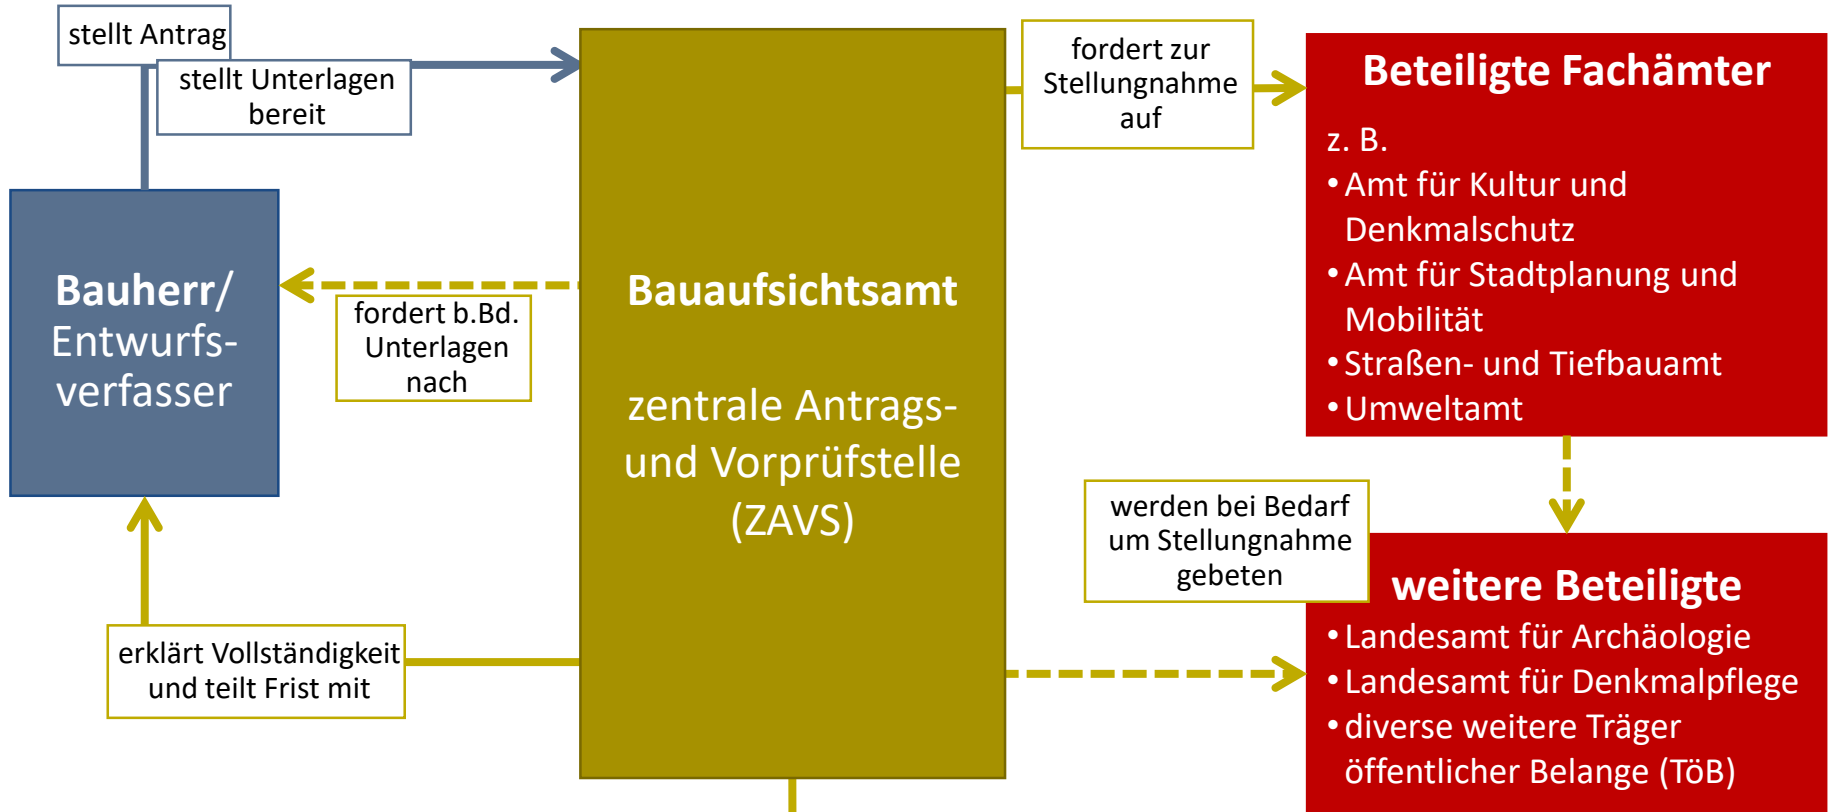 stellt Antrag
stellt Unterlagen
bereit
Bauherr/
Entwurfs-
verfasser
fordert b.Bd.
Unterlagen
nach
erklärt Vollständigkeit
und teilt Frist mit
Bauaufsichtsamt
zentrale Antrags-
und Vorprüfstelle
(ZAVS)
fordert zur
Stellungnahme
auf
Beteiligte Fachämter
z. B.
• Amt für Kultur und
Denkmalschutz
• Amt für Stadtplanung und
Mobilität
• Straßen- und Tiefbauamt
• Umweltamt
werden bei Bedarf
um Stellungnahme
gebeten
weitere Beteiligte
• Landesamt für Archäologie
• Landesamt für Denkmalpflege
• diverse weitere Träger
öffentlicher Belange (TöB)